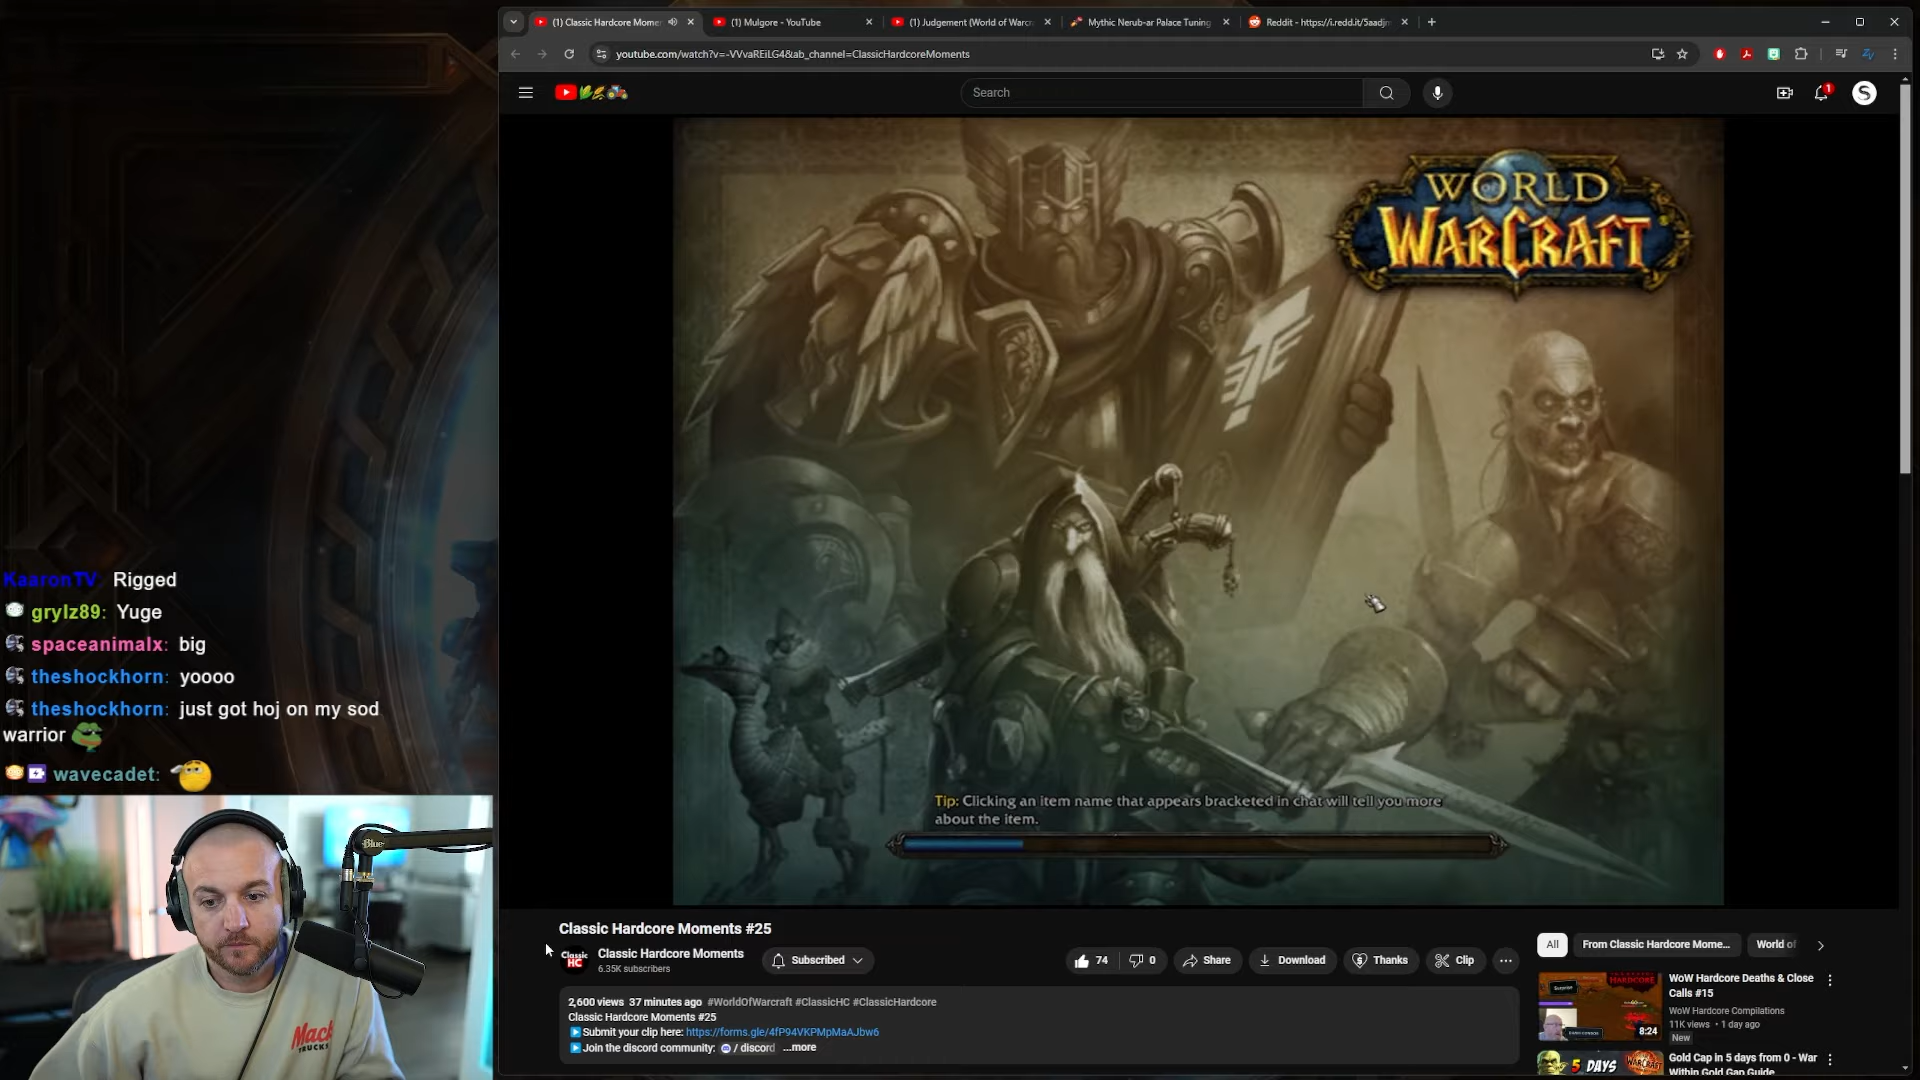 (1) Classic Hardcore Mome
(1) Mulgore - YouTube
(1) Judgement (World of Warcr
Mythic Nerub-ar Palace Tuning
Reddit - https://i.redd.it/5aadjn
youtube.com/watch?v=-VVvaREiLG4&ab_channel=ClassicHardcoreMoments
Search
1
S
WORLD
OF
WARCRAFT
KaaronTV: Rigged
grylz89: Yuge
spaceanimalx: big
theshockhorn: yoooo
theshockhorn: just got hoj on my sod
warrior
wavecadet:
Tip: Clicking an item name that appears bracketed in chat will tell you more
about the item.
Blue
Mack
TRUCKS
Classic Hardcore Moments #25
Classic HC
Classic Hardcore Moments
6.35K subscribers
Subscribed
74
0
Share
Download
Thanks
Clip
2,600 views 37 minutes ago #WorldOfWarcraft #ClassicHC #ClassicHardcore
Classic Hardcore Moments #25
Submit your clip here: https://forms.gle/4fP94VKPMpMaAJbw6
Join the discord community: / discord ...more
All
From Classic Hardcore Mome...
World of
WoW Hardcore Deaths & Close
Calls #15
WoW Hardcore Compilations
11K views • 1 day ago
New
8:24
5 DAYS
Gold Cap in 5 days from 0 - War
Within Gold Gap Guide